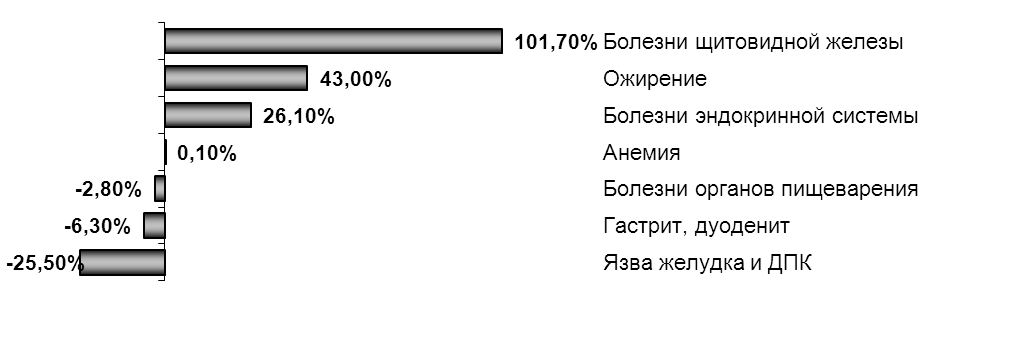 101,70% Болезни щитовидной железы
43,00% Ожирение
26,10% Болезни эндокринной системы
0,10% Анемия
-2,80% Болезни органов пищеварения
-6,30% Гастрит, дуоденит
-25,50% Язва желудка и ДПК